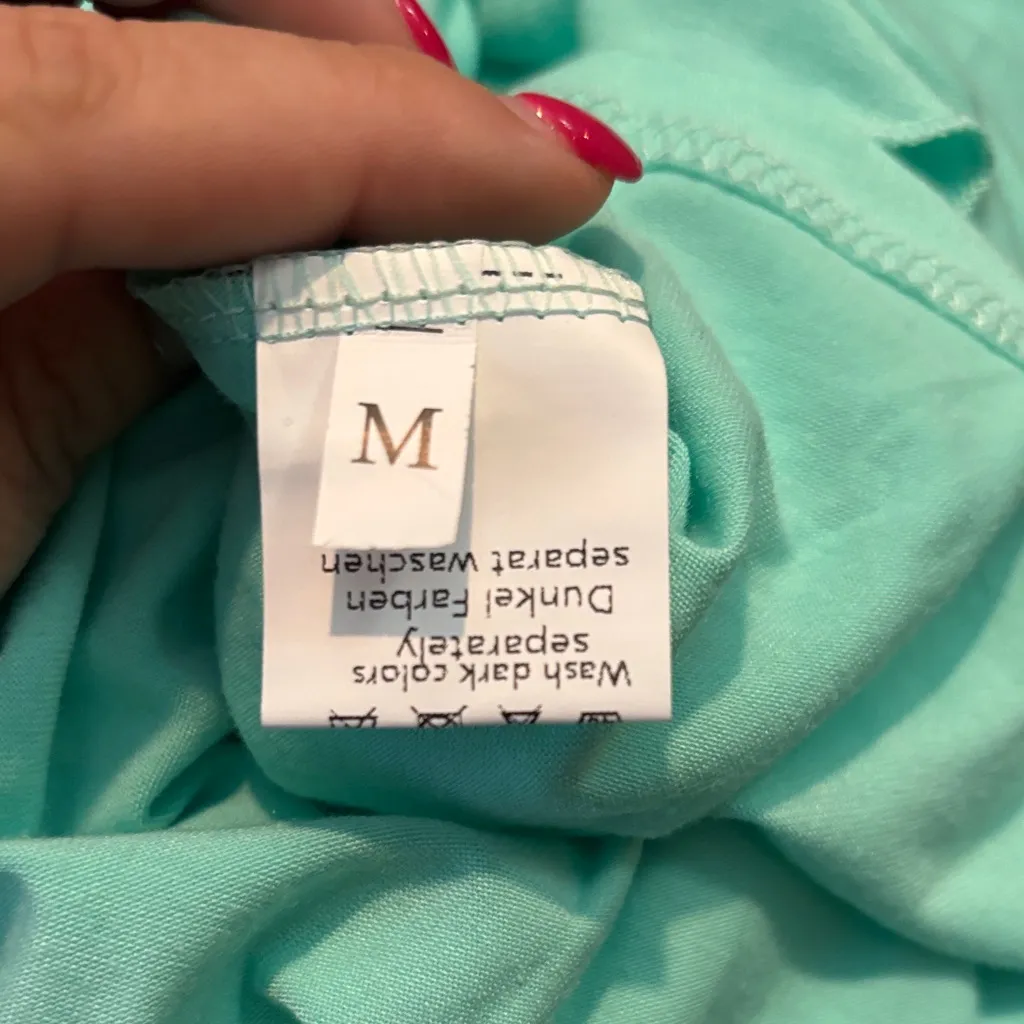 M
Wash dark colors
separately
Dunkel Farben
separat waschen